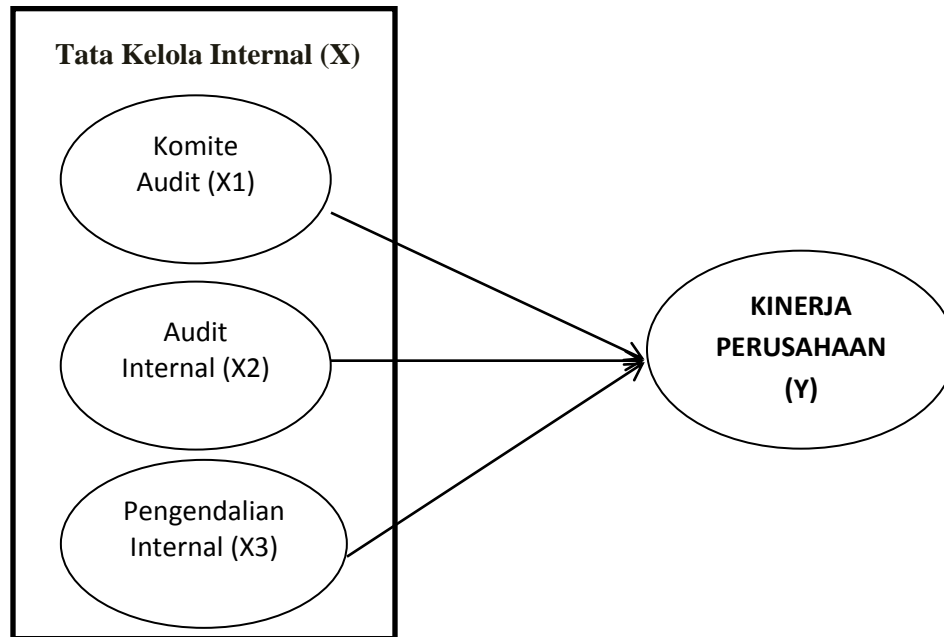 Tata Kelola Internal (X)
Komite
Audit (X1)
Audit
Internal (X2)
Pengendalian
Internal (X3)
KINERJA
PERUSAHAAN
(Y)